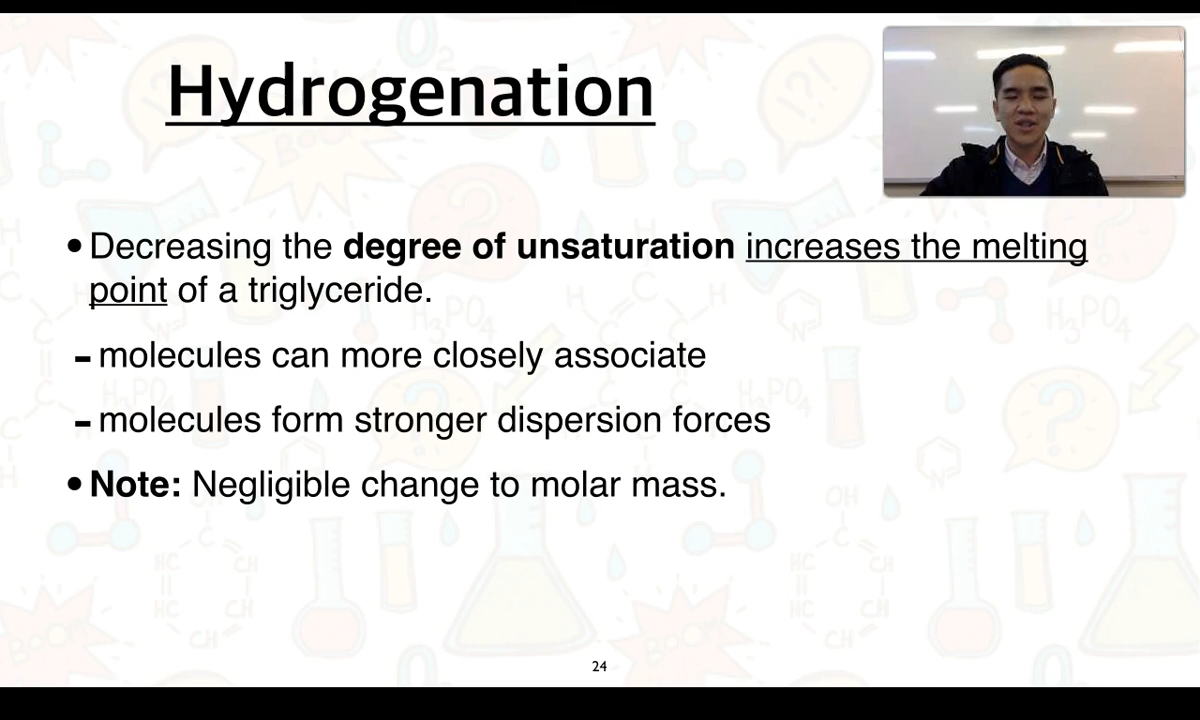 Hydrogenation
• Decreasing the degree of unsaturation increases the melting
point of a triglyceride.
- molecules can more closely associate
- molecules form stronger dispersion forces
• Note: Negligible change to molar mass.
24